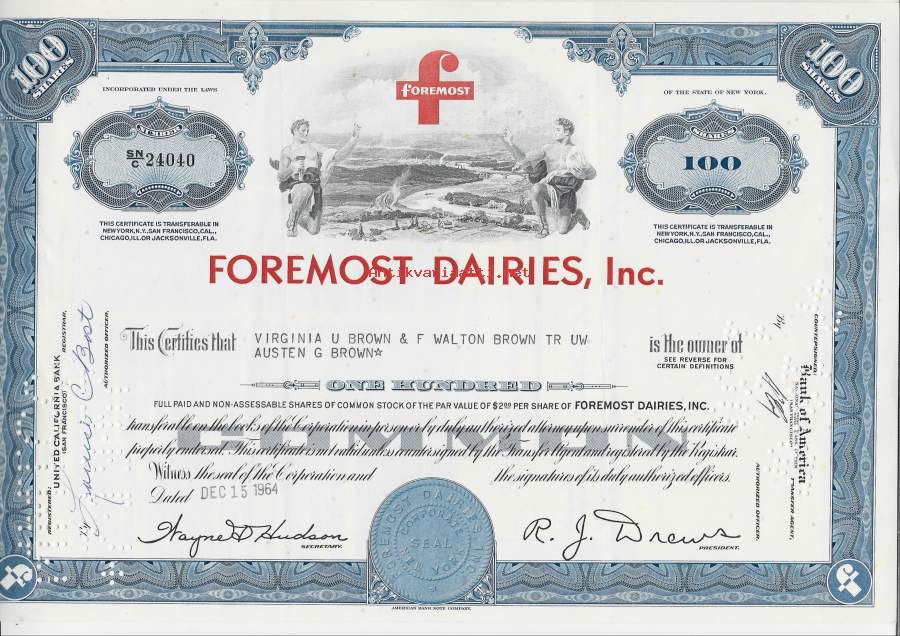 100 SHARES
100 SHARES
f
FOREMOST
INCORPORATED UNDER THE LAWS
OF THE STATE OF NEW YORK.
NUMBER
SN/C 24040
SHARES
100
THIS CERTIFICATE IS TRANSFERABLE IN
NEW YORK, N.Y., SAN FRANCISCO, CAL.,
CHICAGO, ILL. OR JACKSONVILLE, FLA.
THIS CERTIFICATE IS TRANSFERABLE IN
NEW YORK, N.Y., SAN FRANCISCO, CAL.,
CHICAGO, ILL. OR JACKSONVILLE, FLA.
FOREMOST DAIRIES, Inc.
Antikvariaatti.net
This Certifies that
VIRGINIA U BROWN & F WALTON BROWN TR UW
AUSTEN G BROWN☆
is the owner of
SEE REVERSE FOR
CERTAIN DEFINITIONS
ONE HUNDRED
FULL PAID AND NON-ASSESSABLE SHARES OF COMMON STOCK OF THE PAR VALUE OF $2.00 PER SHARE OF FOREMOST DAIRIES, INC.
COMMON
transferable on the books of the Corporation in person or by duly authorized attorney upon surrender of this certificate
properly endorsed. This certificate is not valid unless countersigned by the Transfer Agent and registered by the Registrar.
Witness the seal of the Corporation and the signatures of its duly authorized officers.
Dated DEC 15 1964
Wayne D Hudson
SECRETARY.
R. J. Drews
PRESIDENT.
FOREMOST DAIRIES, INC.
CORPORATE
SEAL
NEW YORK
AMERICAN BANK NOTE COMPANY.
REGISTERED:
UNITED CALIFORNIA BANK
(SAN FRANCISCO)
REGISTRAR,
By
AUTHORIZED OFFICER.
COUNTERSIGNED:
Bank of America
TRANSFER AGENT,
By
AUTHORIZED OFFICER.